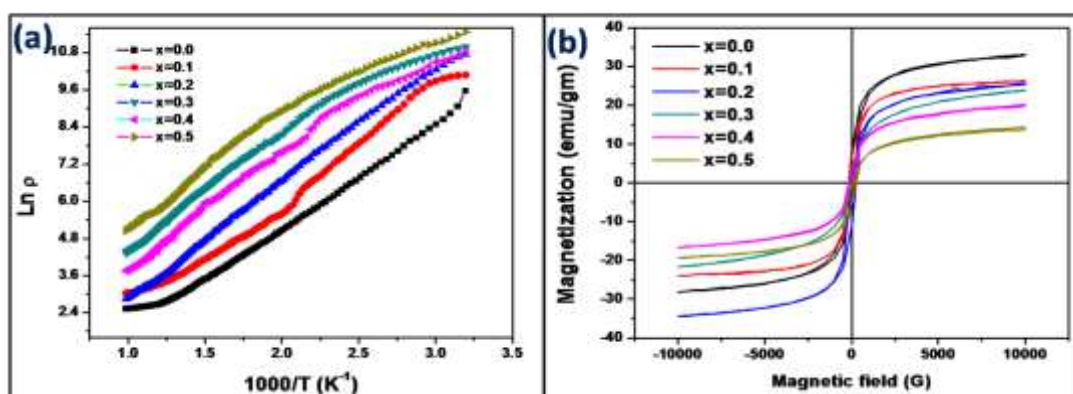 (a)
x=0.0
x=0.1
x=0.2
x=0.3
x=0.4
x=0.5
10.8
9.6
8.4
7.2
6.0
4.8
3.6
2.4
Ln ρ
1.0 1.5 2.0 2.5 3.0 3.5
1000/T (K⁻¹)
(b)
x=0.0
x=0.1
x=0.2
x=0.3
x=0.4
x=0.5
40
30
20
10
0
-10
-20
-30
-40
Magnetization (emu/gm)
-10000 -5000 0 5000 10000
Magnetic field (G)